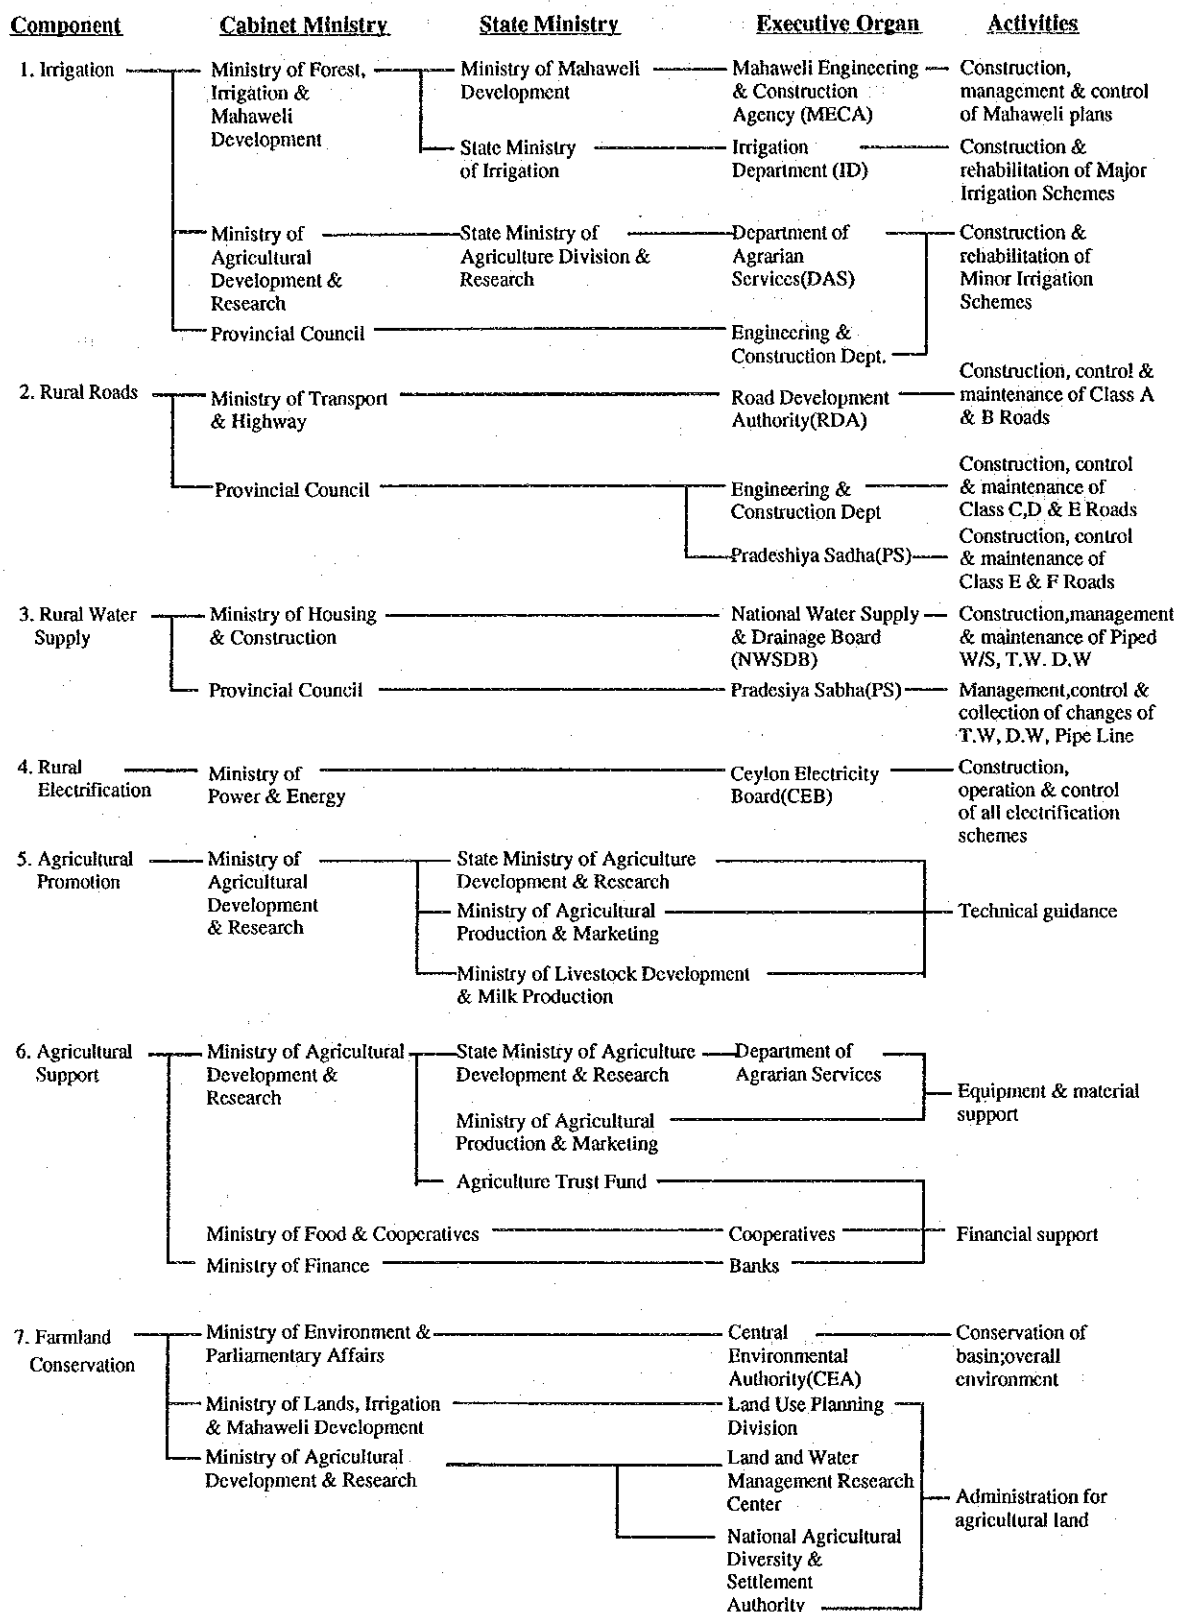 Component Cabinet Ministry State Ministry Executive Organ Activities
1. Irrigation Ministry of Forest, Ministry of Mahaweli Mahaweli Engineering Construction,
Irrigation & Development & Construction management & control
Mahaweli Agency (MECA) of Mahaweli plans
Development State Ministry Irrigation Construction &
of Irrigation Department (ID) rehabilitation of Major
Irrigation Schemes
Ministry of State Ministry of Department of Construction &
Agricultural Agriculture Division & Agrarian rehabilitation of
Development & Research Services(DAS) Minor Irrigation
Research Schemes
Provincial Council Engineering &
Construction Dept.
2. Rural Roads Ministry of Transport Road Development Construction, control &
& Highway Authority(RDA) maintenance of Class A
& B Roads
Provincial Council Engineering & Construction, control
Construction Dept & maintenance of
Class C,D & E Roads
Pradeshiya Sadha(PS) Construction, control
& maintenance of
Class E & F Roads
3. Rural Water Ministry of Housing National Water Supply Construction,management
Supply & Construction & Drainage Board & maintenance of Piped
(NWSDB) W/S, T.W. D.W
Provincial Council Pradesiya Sabha(PS) Management,control &
collection of changes of
T.W, D.W, Pipe Line
4. Rural Ministry of Ceylon Electricity Construction,
Electrification Power & Energy Board(CEB) operation & control
of all electrification
schemes
5. Agricultural Ministry of State Ministry of Agriculture
Promotion Agricultural Development & Research
Development Ministry of Agricultural Technical guidance
& Research Production & Marketing
Ministry of Livestock Development
& Milk Production
6. Agricultural Ministry of Agricultural State Ministry of Agriculture Department of
Support Development & Development & Research Agrarian Services
Research Equipment & material
Ministry of Agricultural support
Production & Marketing
Agriculture Trust Fund
Ministry of Food & Cooperatives Cooperatives Financial support
Ministry of Finance Banks
7. Farmland Ministry of Environment & Central Conservation of
Conservation Parliamentary Affairs Environmental basin;overall
Authority(CEA) environment
Ministry of Lands, Irrigation Land Use Planning
& Mahaweli Development Division
Ministry of Agricultural Land and Water
Development & Research Management Research
Center Administration for
agricultural land
National Agricultural
Diversity &
Settlement
Authority